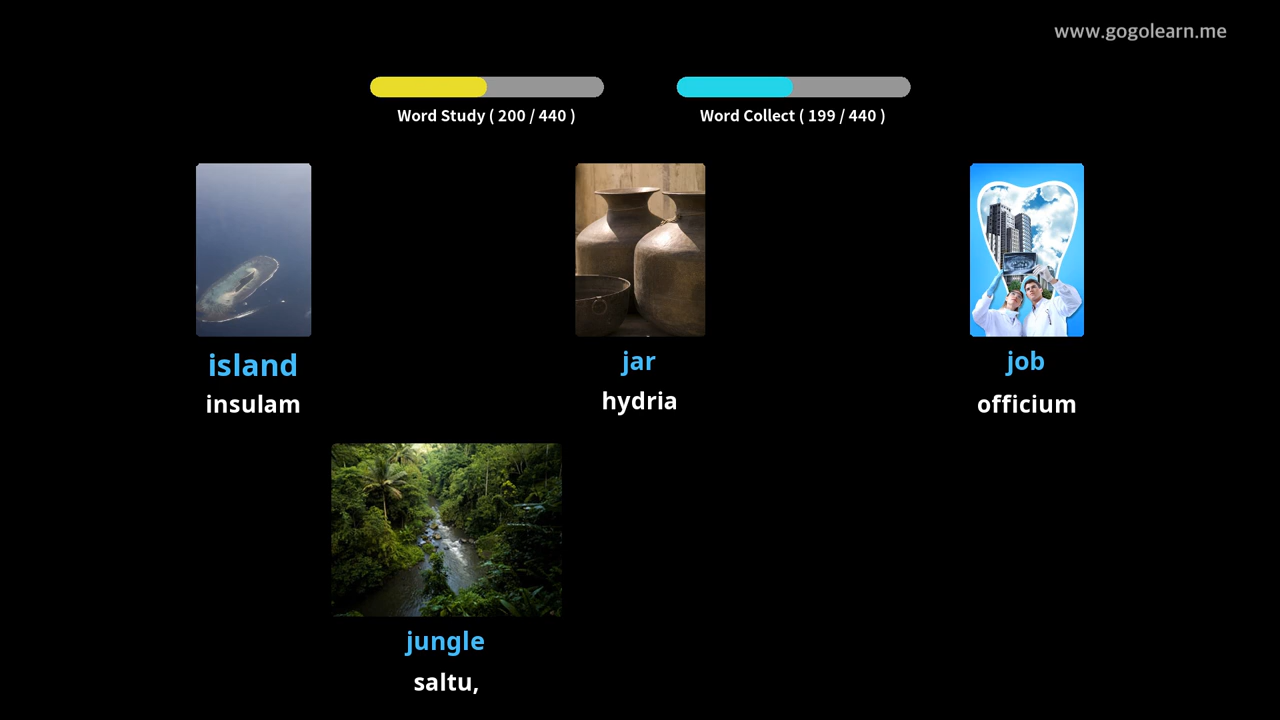 www.gogolearn.me
Word Study ( 200 / 440 )
Word Collect ( 199 / 440 )
island
insulam
jar
hydria
job
officium
jungle
saltu,